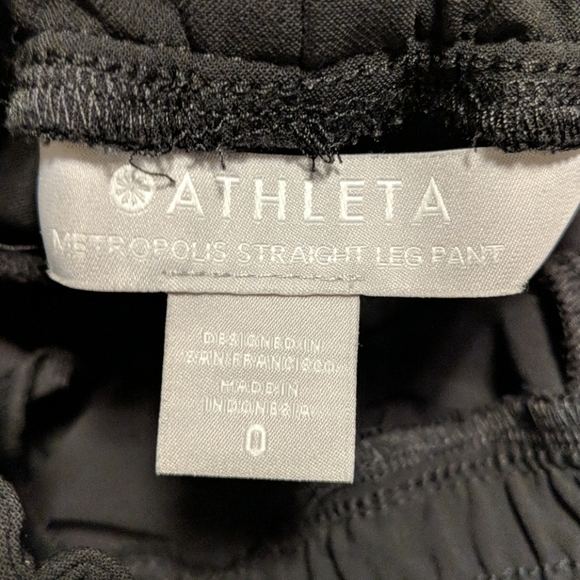 ATHLETA
METROPOLIS STRAIGHT LEG PANT
DESIGNED IN
SAN FRANCISCO
MADE IN
INDONESIA
0